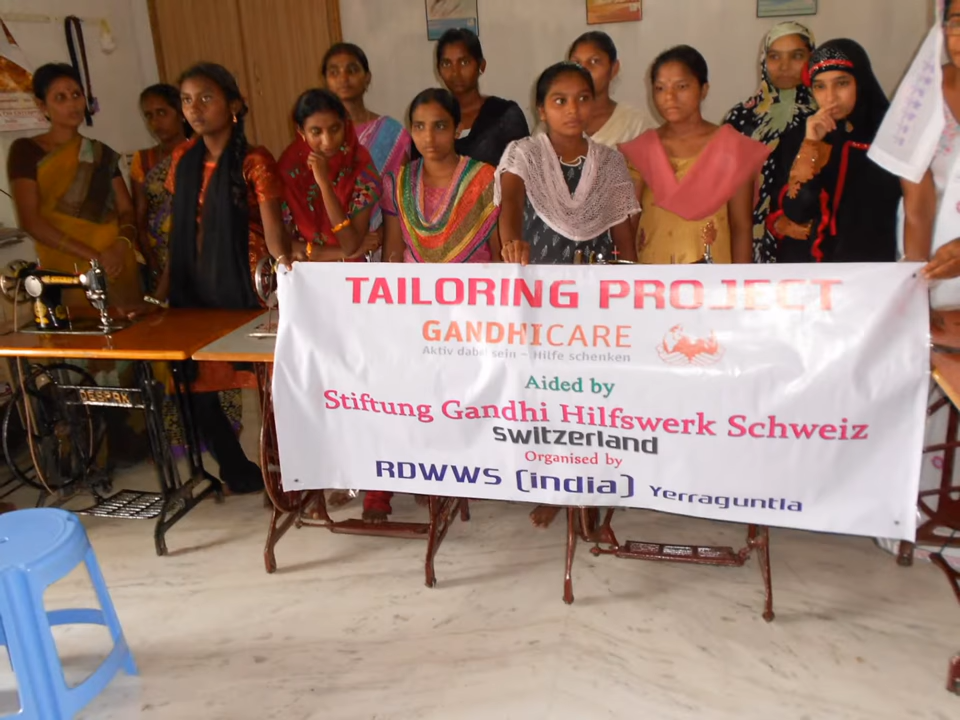 TAILORING PROJECT
GANDHICARE
Aktiv dabei sein – Hilfe schenken
Aided by
Stiftung Gandhi Hilfswerk Schweiz
switzerland
Organised by
RDWWS (india) Yerraguntla
DEEPAK